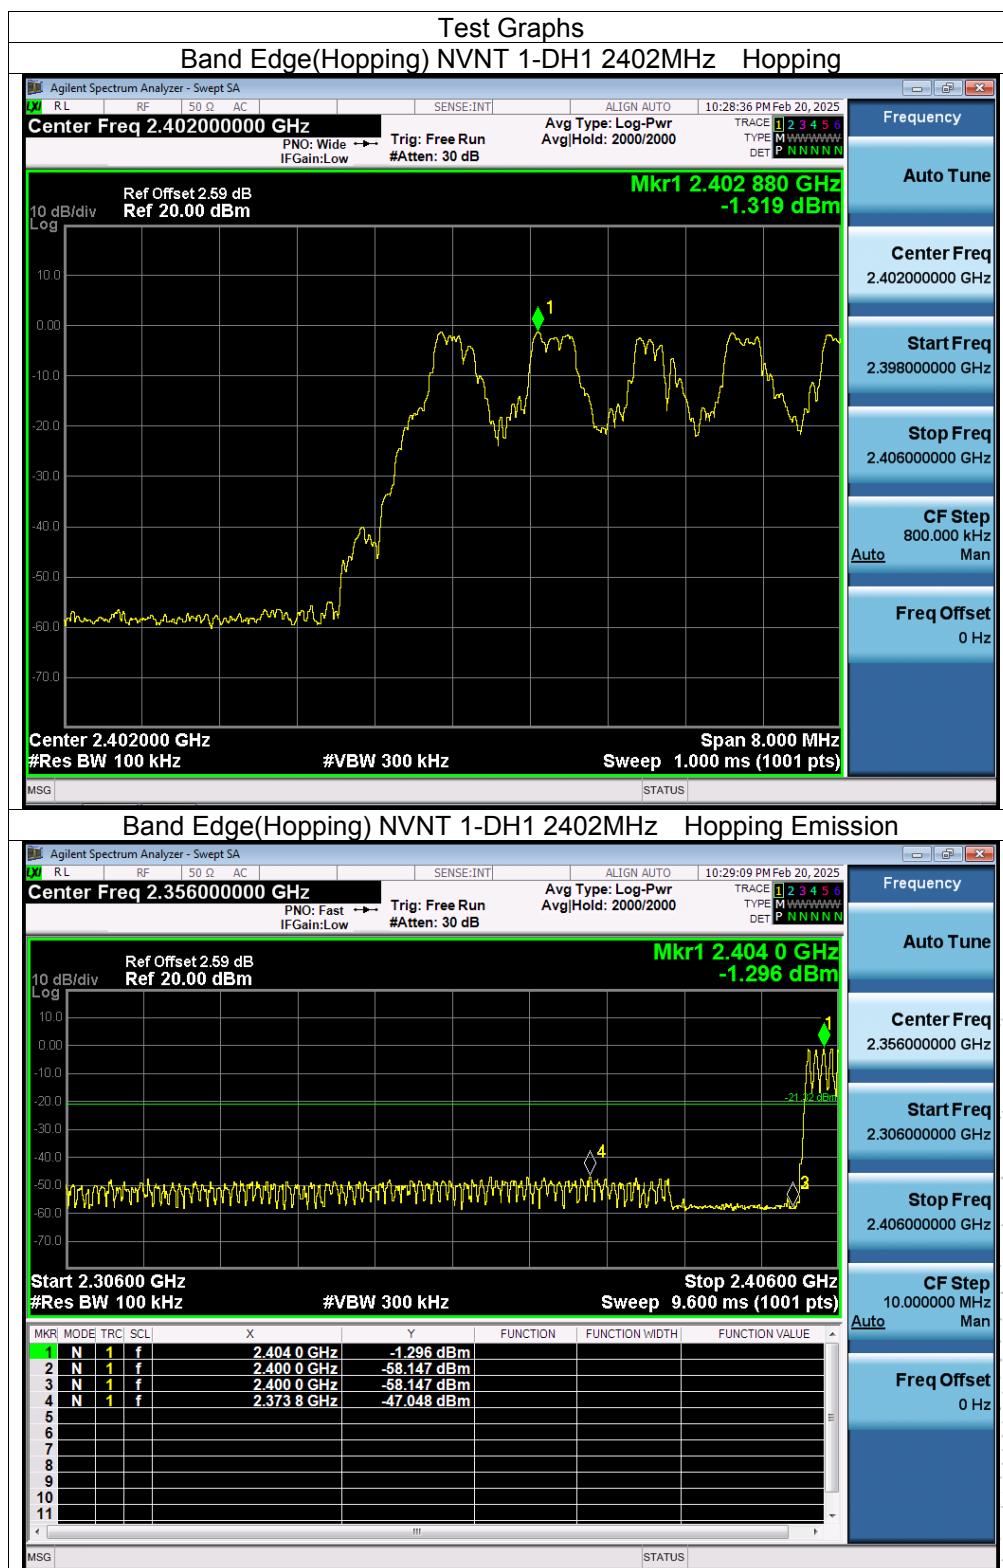 Test Graphs
Band Edge(Hopping) NVNT 1-DH1 2402MHz Hopping
Agilent Spectrum Analyzer - Swept SA
LXI RL RF 50 Ω AC SENSE:INT ALIGN AUTO 10:28:36 PM Feb 20, 2025
Center Freq 2.402000000 GHz
PNO: Wide
IFGain:Low
Trig: Free Run
#Atten: 30 dB
Avg Type: Log-Pwr
Avg|Hold: 2000/2000
TRACE 1 2 3 4 5 6
TYPE M WWWWW
DET P N N N N N
Frequency
Auto Tune
Center Freq
2.402000000 GHz
Start Freq
2.398000000 GHz
Stop Freq
2.406000000 GHz
CF Step
800.000 kHz
Auto Man
Freq Offset
0 Hz
Mkr1 2.402 880 GHz
-1.319 dBm
Ref Offset 2.59 dB
10 dB/div Ref 20.00 dBm
Log
1
10.0
0.00
-10.0
-20.0
-30.0
-40.0
-50.0
-60.0
-70.0
Center 2.402000 GHz Span 8.000 MHz
#Res BW 100 kHz #VBW 300 kHz Sweep 1.000 ms (1001 pts)
MSG STATUS
Band Edge(Hopping) NVNT 1-DH1 2402MHz Hopping Emission
Agilent Spectrum Analyzer - Swept SA
LXI RL RF 50 Ω AC SENSE:INT ALIGN AUTO 10:29:09 PM Feb 20, 2025
Center Freq 2.356000000 GHz
PNO: Fast
IFGain:Low
Trig: Free Run
#Atten: 30 dB
Avg Type: Log-Pwr
Avg|Hold: 2000/2000
TRACE 1 2 3 4 5 6
TYPE M WWWWW
DET P N N N N N
Frequency
Auto Tune
Center Freq
2.356000000 GHz
Start Freq
2.306000000 GHz
Stop Freq
2.406000000 GHz
CF Step
10.000000 MHz
Auto Man
Freq Offset
0 Hz
Mkr1 2.404 0 GHz
-1.296 dBm
Ref Offset 2.59 dB
10 dB/div Ref 20.00 dBm
Log
10.0
0.00
-10.0
-20.0
-30.0
-40.0
-50.0
-60.0
-70.0
1
-21.32 dBm
4
3
Start 2.30600 GHz Stop 2.40600 GHz
#Res BW 100 kHz #VBW 300 kHz Sweep 9.600 ms (1001 pts)
MKR MODE TRC SCL X Y FUNCTION FUNCTION WIDTH FUNCTION VALUE
1 N 1 f 2.404 0 GHz -1.296 dBm
2 N 1 f 2.400 0 GHz -58.147 dBm
3 N 1 f 2.400 0 GHz -58.147 dBm
4 N 1 f 2.373 8 GHz -47.048 dBm
5
6
7
8
9
10
11
MSG STATUS